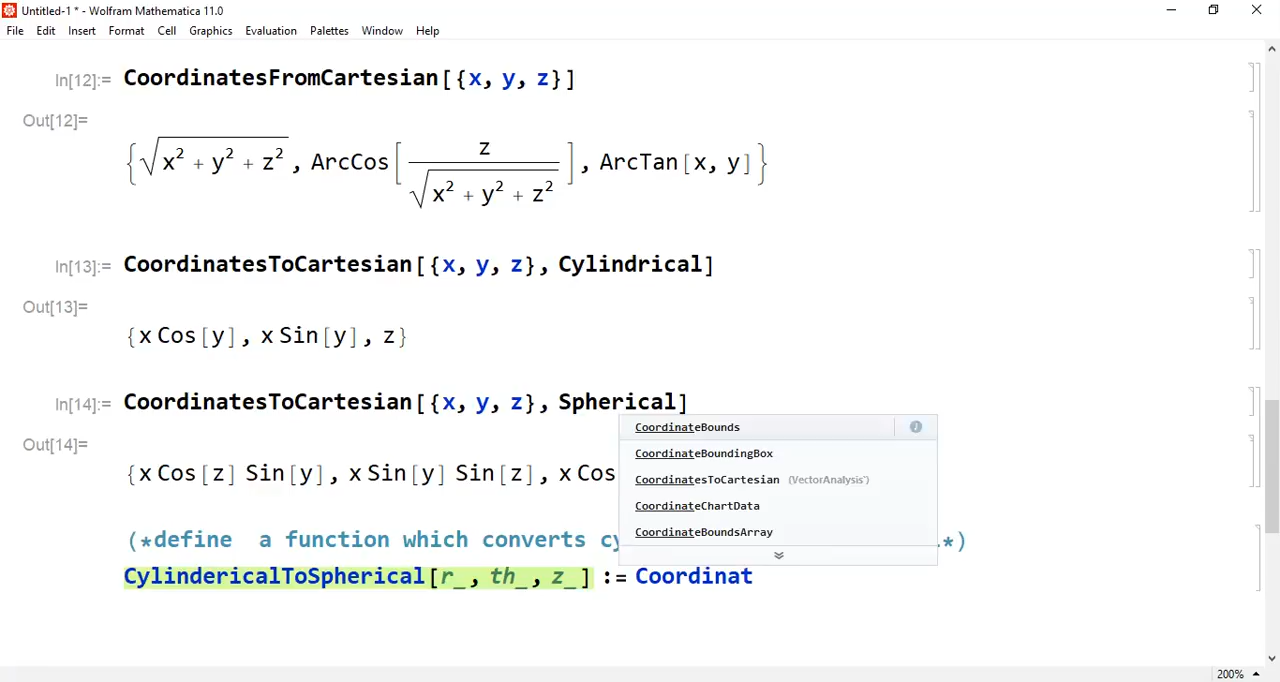 Untitled-1 * - Wolfram Mathematica 11.0
File Edit Insert Format Cell Graphics Evaluation Palettes Window Help
In[12]:= CoordinatesFromCartesian[{x, y, z}]
Out[12]=
{√x² + y² + z², ArcCos[z/√x² + y² + z²], ArcTan[x, y]}
In[13]:= CoordinatesToCartesian[{x, y, z}, Cylindrical]
Out[13]=
{x Cos[y], x Sin[y], z}
In[14]:= CoordinatesToCartesian[{x, y, z}, Spherical]
Out[14]=
{x Cos[z] Sin[y], x Sin[y] Sin[z], x Cos
CoordinateBounds
CoordinateBoundingBox
CoordinatesToCartesian (VectorAnalysis`)
CoordinateChartData
CoordinateBoundsArray
(*define a function which converts cy .*)
CylindericalToSpherical[r_, th_, z_] := Coordinat
200%